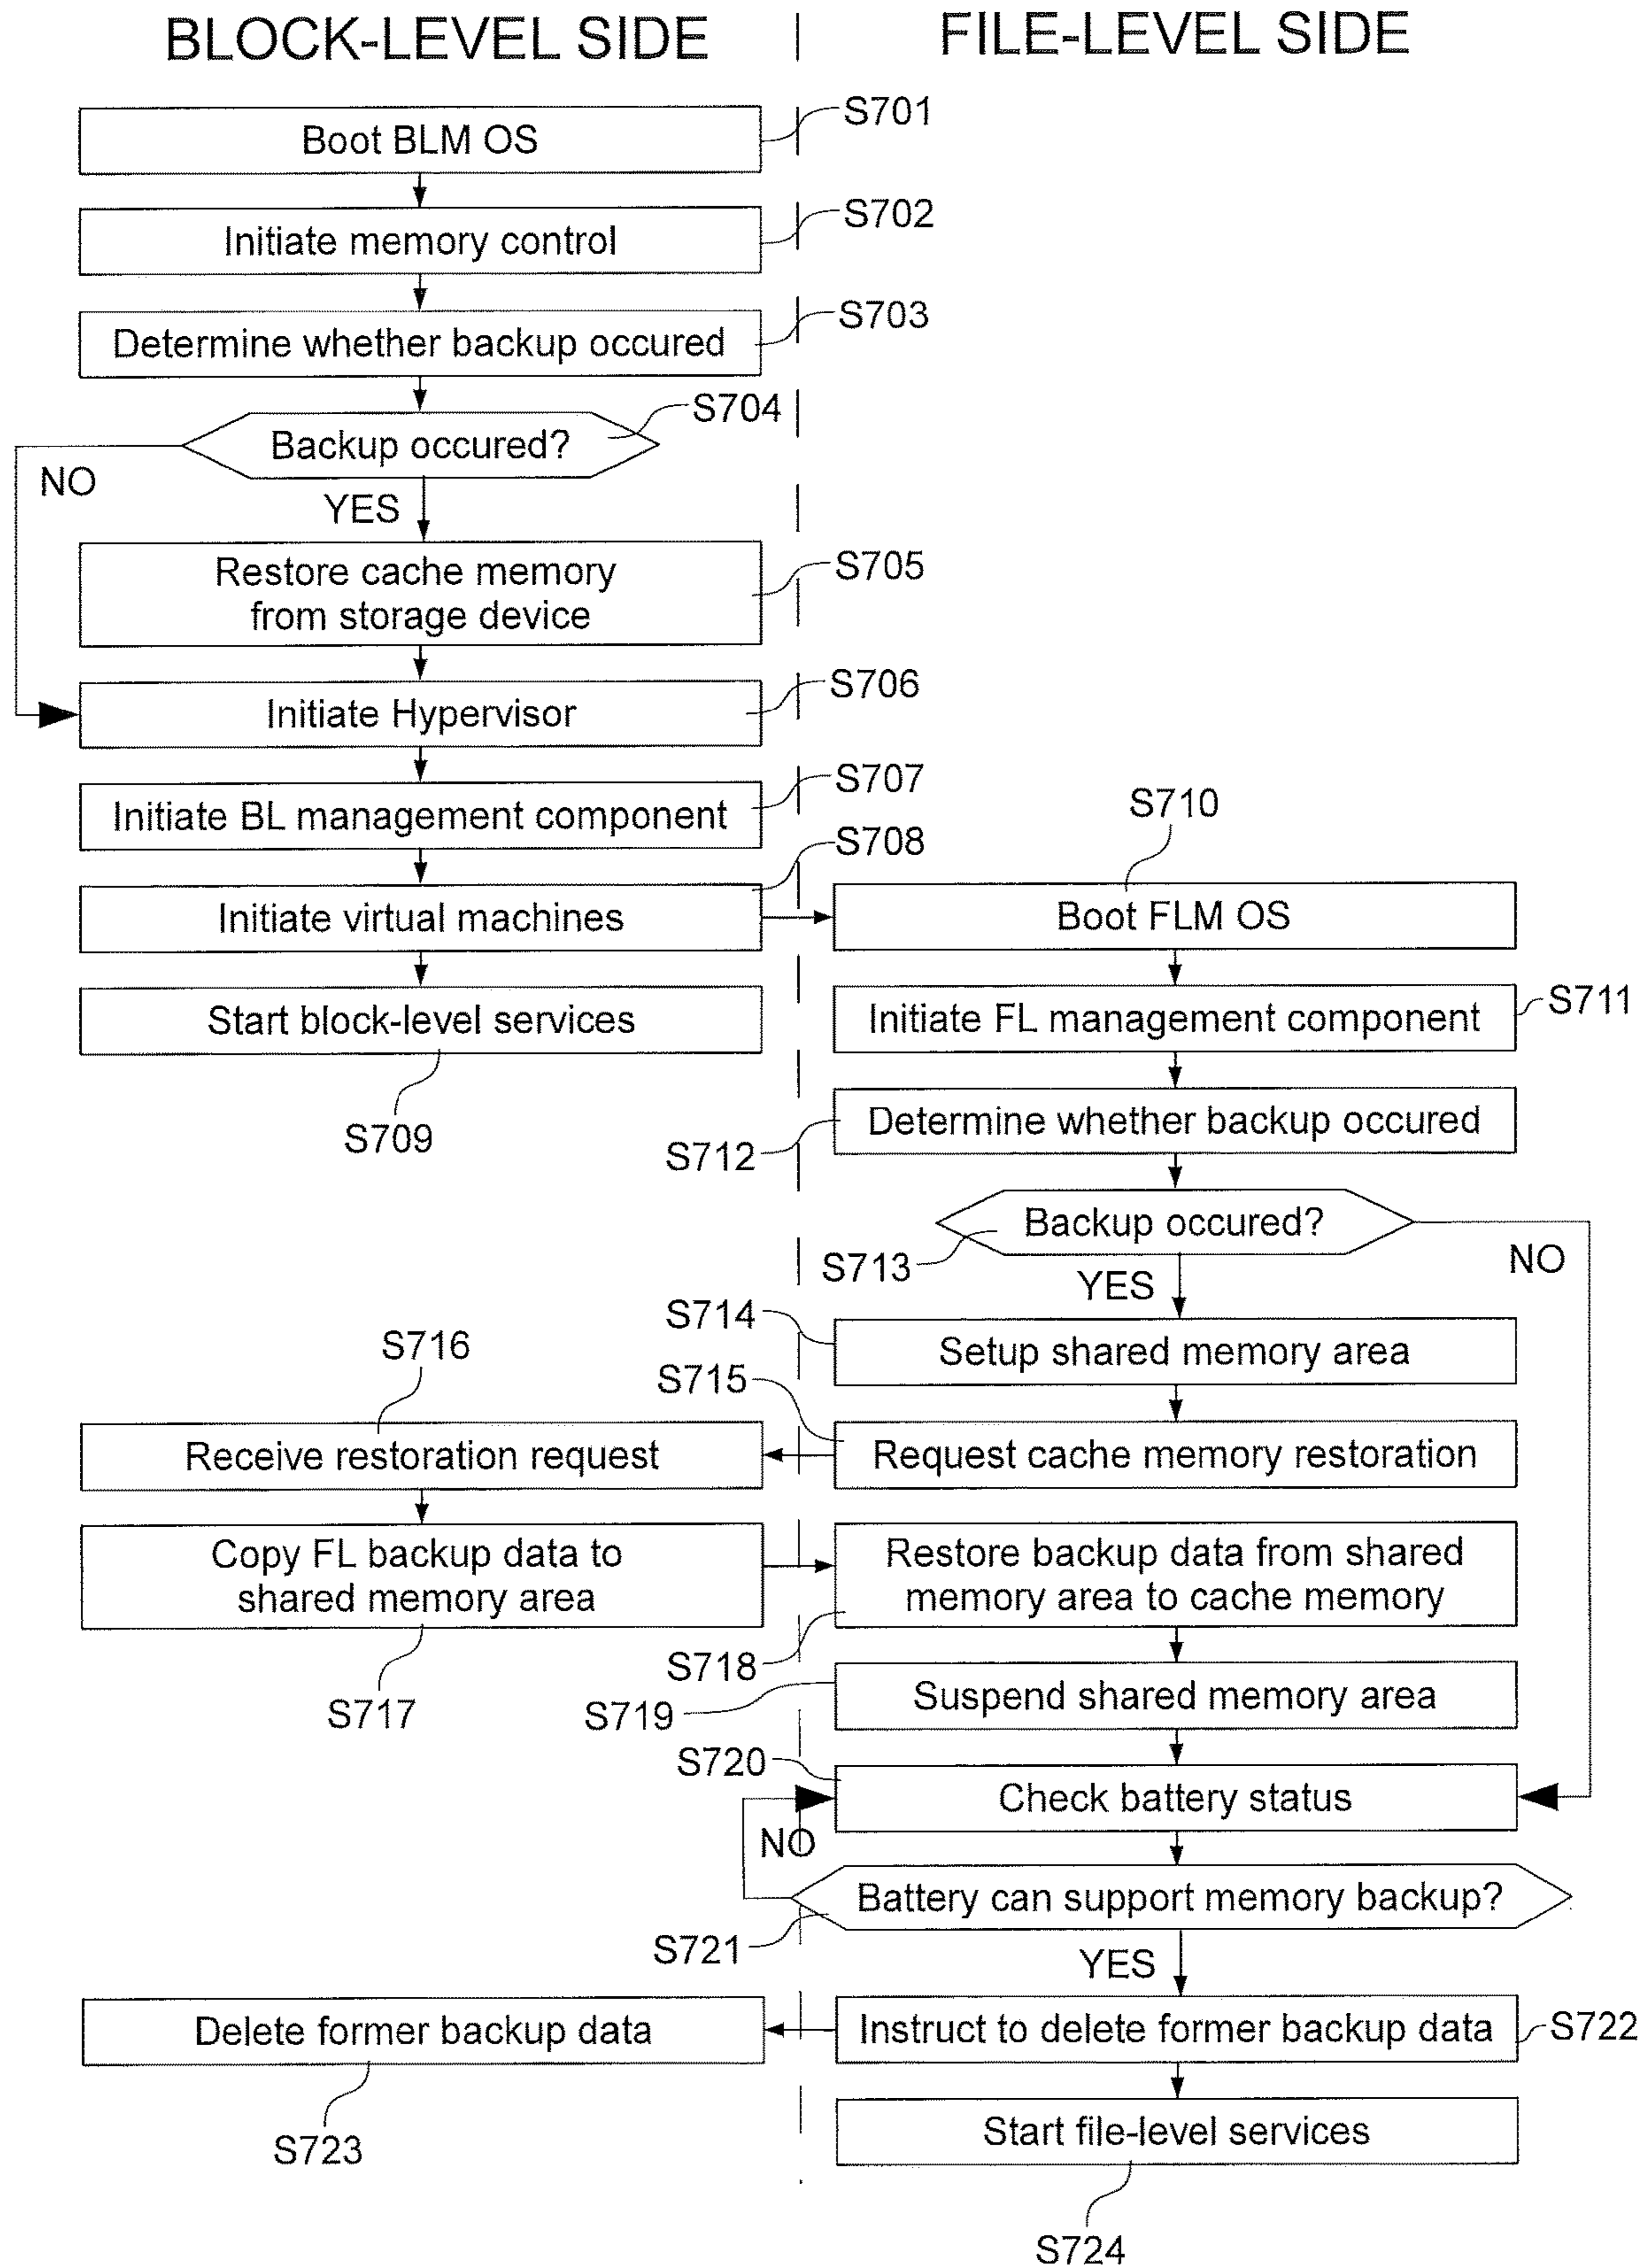 BLOCK-LEVEL SIDE
FILE-LEVEL SIDE
Boot BLM OS
S701
Initiate memory control
S702
Determine whether backup occured
S703
Backup occured?
S704
NO
YES
Restore cache memory
from storage device
S705
Initiate Hypervisor
S706
Initiate BL management component
S707
Initiate virtual machines
S708
Start block-level services
S709
S710
Boot FLM OS
Initiate FL management component
S711
Determine whether backup occured
S712
Backup occured?
S713
NO
YES
S714
Setup shared memory area
S715
Request cache memory restoration
S716
Receive restoration request
Copy FL backup data to
shared memory area
S717
Restore backup data from shared
memory area to cache memory
S718
Suspend shared memory area
S719
S720
Check battery status
NO
Battery can support memory backup?
S721
YES
Instruct to delete former backup data
S722
Delete former backup data
S723
Start file-level services
S724